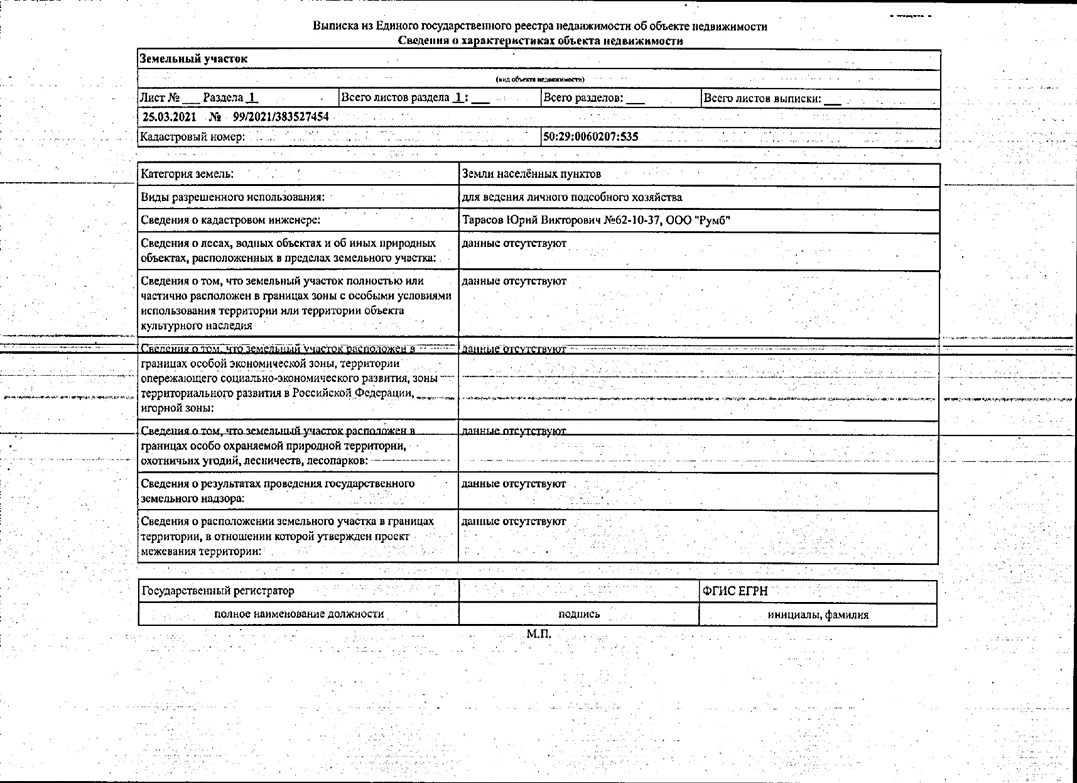 Выписка из Единого государственного реестра недвижимости об объекте недвижимости
Сведения о характеристиках объекта недвижимости
Земельный участок
(вид объекта недвижимости)
Лист № ___ Раздела 1 Всего листов раздела 1: ___ Всего разделов: ___ Всего листов выписки: ___
25.03.2021 № 99/2021/383527454
Кадастровый номер: 50:29:0060207:535
Категория земель: Земли населённых пунктов
Виды разрешенного использования: для ведения личного подсобного хозяйства
Сведения о кадастровом инженере: Тарасов Юрий Викторович №62-10-37, ООО "Румб"
Сведения о лесах, водных объектах и об иных природных данные отсутствуют
объектах, расположенных в пределах земельного участка:
Сведения о том, что земельный участок полностью или данные отсутствуют
частично расположен в границах зоны с особыми условиями
использования территории или территории объекта
культурного наследия
Сведения о том, что земельный участок расположен в данные отсутствуют
границах особой экономической зоны, территории
опережающего социально-экономического развития, зоны
территориального развития в Российской Федерации,
игорной зоны:
Сведения о том, что земельный участок расположен в данные отсутствуют
границах особо охраняемой природной территории,
охотничьих угодий, лесничеств, лесопарков:
Сведения о результатах проведения государственного данные отсутствуют
земельного надзора:
Сведения о расположении земельного участка в границах данные отсутствуют
территории, в отношении которой утвержден проект
межевания территории:
Государственный регистратор ФГИС ЕГРН
полное наименование должности подпись инициалы, фамилия
М.П.